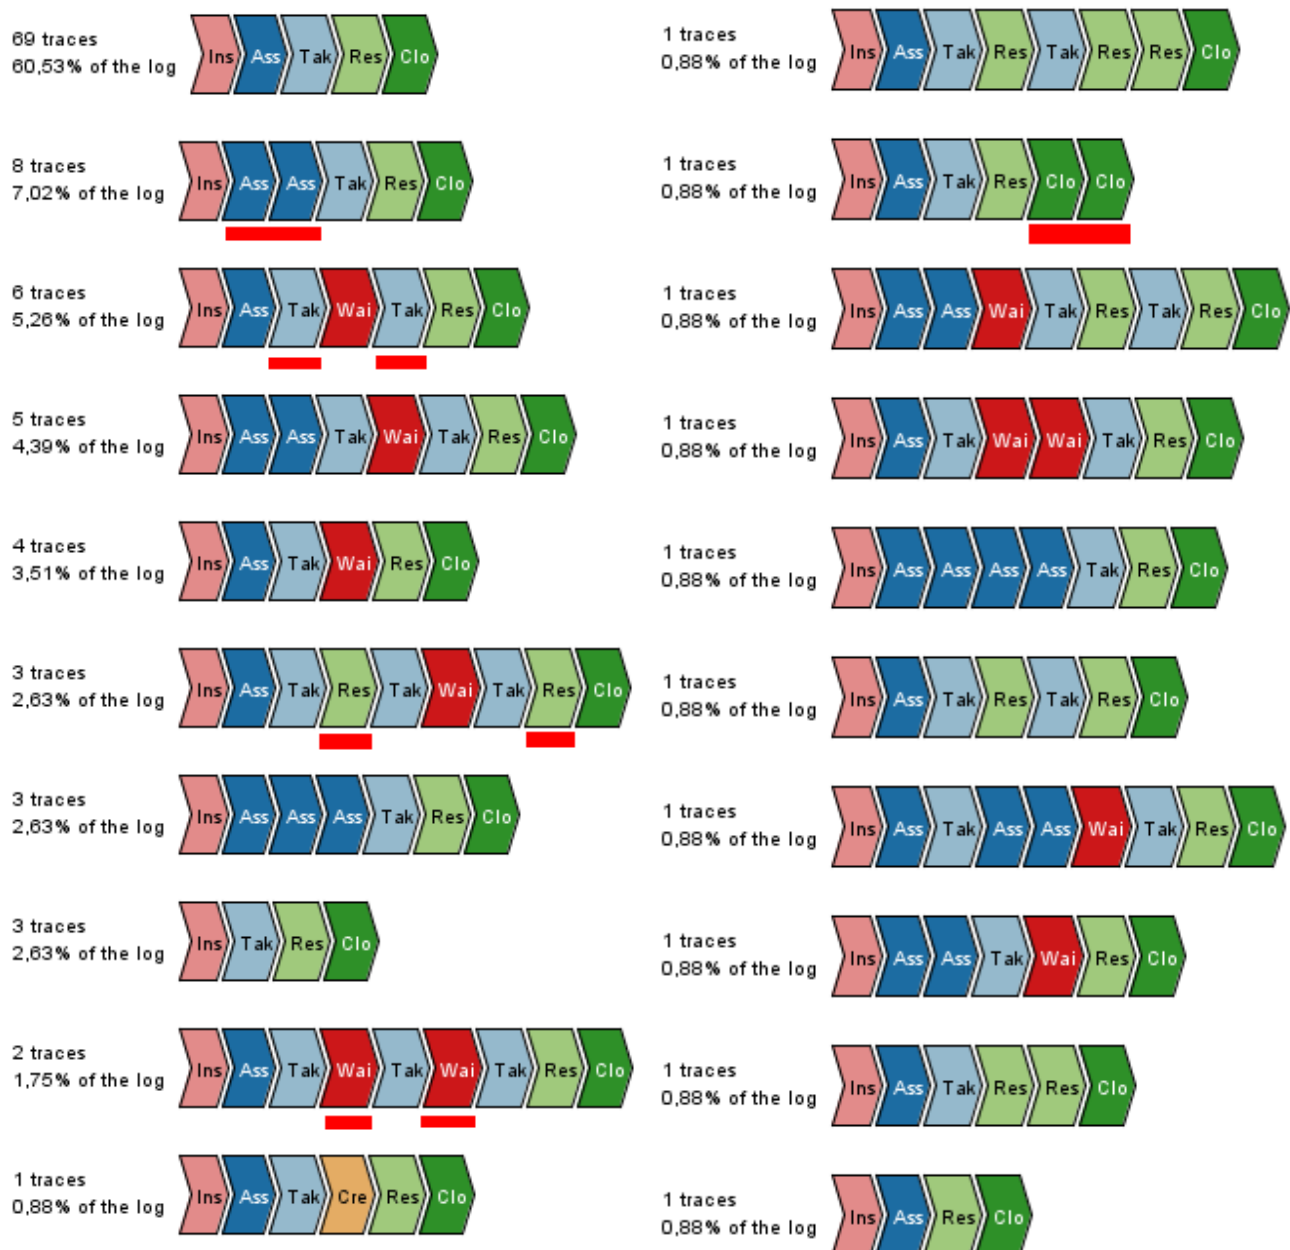 69 traces
60,53% of the log
Ins Ass Tak Res Clo
8 traces
7,02% of the log
Ins Ass Ass Tak Res Clo
6 traces
5,26% of the log
Ins Ass Tak Wai Tak Res Clo
5 traces
4,39% of the log
Ins Ass Ass Tak Wai Tak Res Clo
4 traces
3,51% of the log
Ins Ass Tak Wai Res Clo
3 traces
2,63% of the log
Ins Ass Tak Res Tak Wai Tak Res Clo
3 traces
2,63% of the log
Ins Ass Ass Ass Tak Res Clo
3 traces
2,63% of the log
Ins Tak Res Clo
2 traces
1,75% of the log
Ins Ass Tak Wai Tak Wai Tak Res Clo
1 traces
0,88% of the log
Ins Ass Tak Cre Res Clo
1 traces
0,88% of the log
Ins Ass Tak Res Tak Res Res Clo
1 traces
0,88% of the log
Ins Ass Tak Res Clo Clo
1 traces
0,88% of the log
Ins Ass Ass Wai Tak Res Tak Res Clo
1 traces
0,88% of the log
Ins Ass Tak Wai Wai Tak Res Clo
1 traces
0,88% of the log
Ins Ass Ass Ass Ass Tak Res Clo
1 traces
0,88% of the log
Ins Ass Tak Res Tak Res Clo
1 traces
0,88% of the log
Ins Ass Tak Ass Ass Wai Tak Res Clo
1 traces
0,88% of the log
Ins Ass Ass Tak Wai Res Clo
1 traces
0,88% of the log
Ins Ass Tak Res Res Clo
1 traces
0,88% of the log
Ins Ass Res Clo